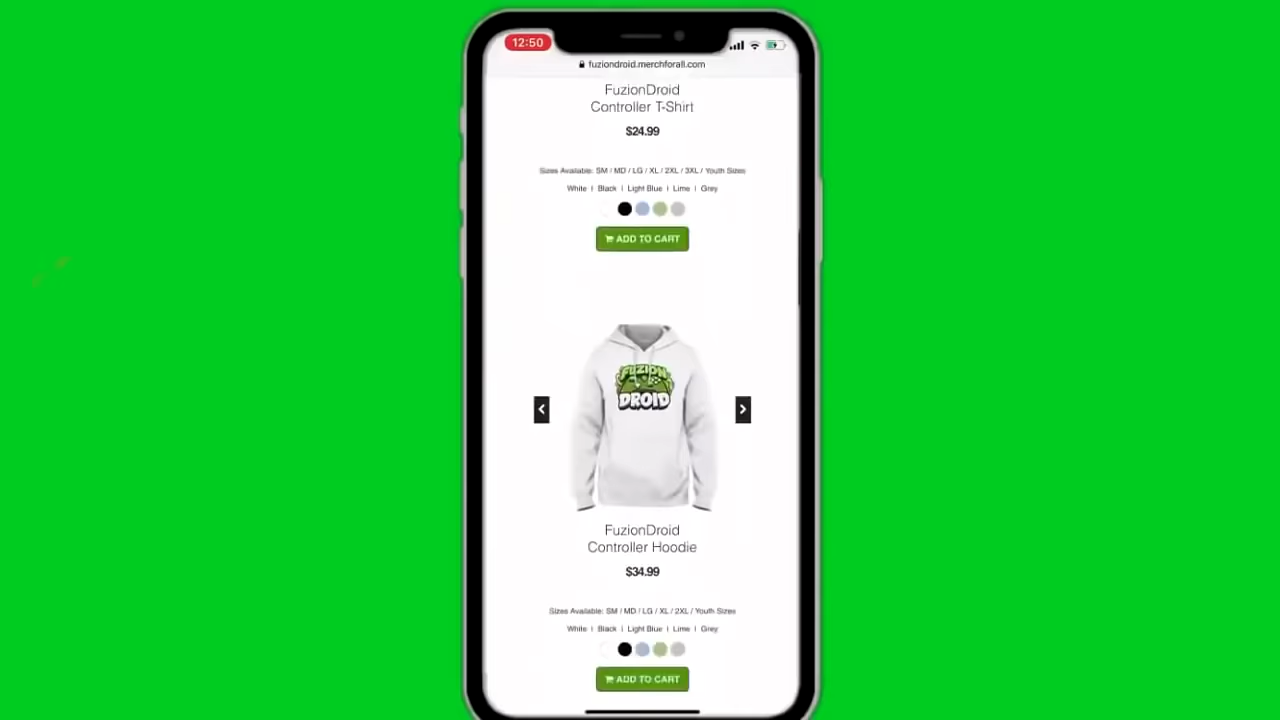 12:50
fuziondroid.merchforall.com
FuzionDroid
Controller T-Shirt
$24.99
Sizes Available: SM / MD / LG / XL / 2XL / 3XL / Youth Sizes
White | Black | Light Blue | Lime | Grey
ADD TO CART
FUZION
DROID
FuzionDroid
Controller Hoodie
$34.99
Sizes Available: SM / MD / LG / XL / 2XL / Youth Sizes
White | Black | Light Blue | Lime | Grey
ADD TO CART